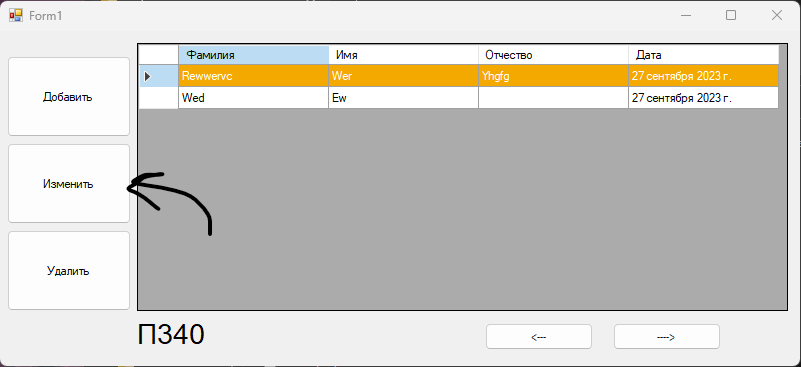 Form1
Фамилия Имя Отчество Дата
Rewwervc Wer Yhgfg 27 сентября 2023 г.
Wed Ew 27 сентября 2023 г.
Добавить
Изменить
Удалить
П340
<--- ---->